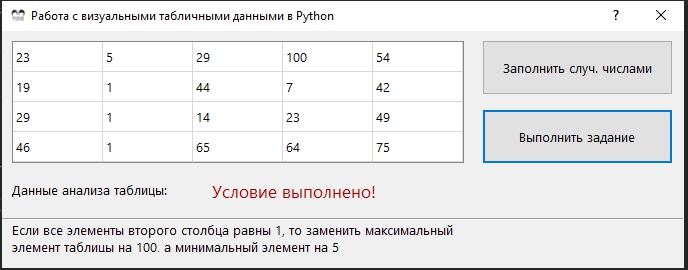 Работа с визуальными табличными данными в Python
?
23 5 29 100 54
19 1 44 7 42
29 1 14 23 49
46 1 65 64 75
Заполнить случ. числами
Выполнить задание
Данные анализа таблицы: Условие выполнено!
Если все элементы второго столбца равны 1, то заменить максимальный
элемент таблицы на 100. а минимальный элемент на 5